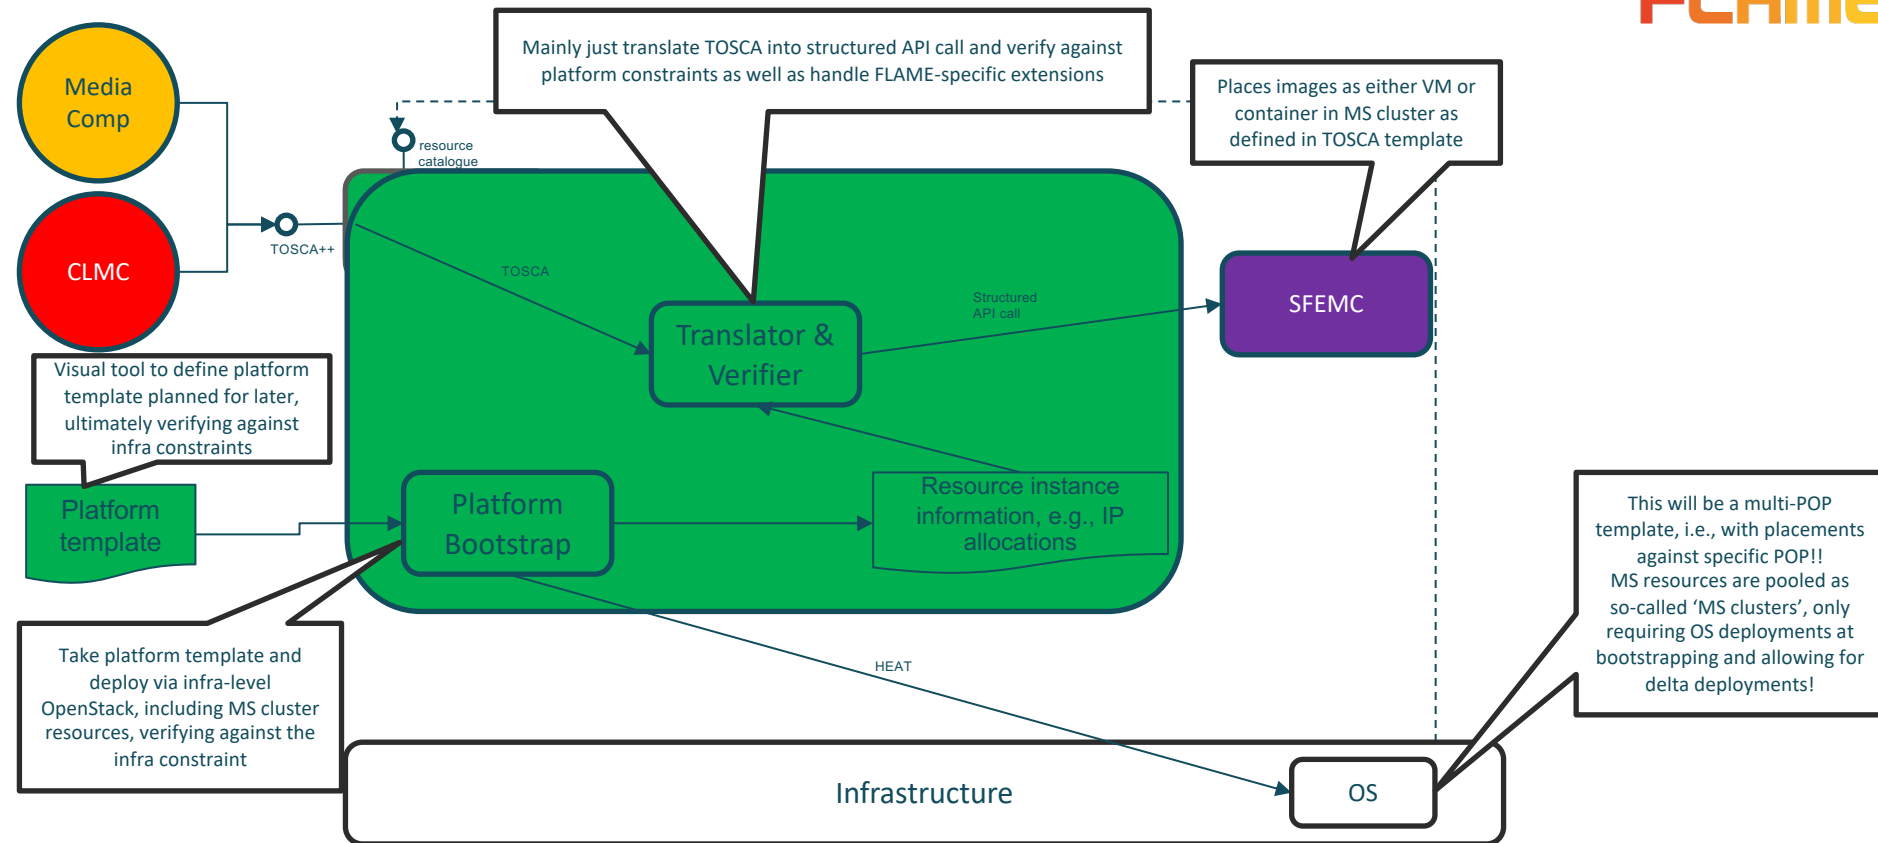 FLAME
Mainly just translate TOSCA into structured API call and verify against
platform constraints as well as handle FLAME-specific extensions
Media
Comp
Places images as either VM or
container in MS cluster as
defined in TOSCA template
resource
catalogue
TOSCA++
CLMC
TOSCA
Structured
API call
SFEMC
Translator &
Verifier
Visual tool to define platform
template planned for later,
ultimately verifying against
infra constraints
Platform
template
Platform
Bootstrap
Resource instance
information, e.g., IP
allocations
This will be a multi-POP
template, i.e., with placements
against specific POP!!
MS resources are pooled as
so-called ‘MS clusters’, only
requiring OS deployments at
bootstrapping and allowing for
delta deployments!
Take platform template and
deploy via infra-level
OpenStack, including MS cluster
resources, verifying against the
infra constraint
HEAT
Infrastructure
OS